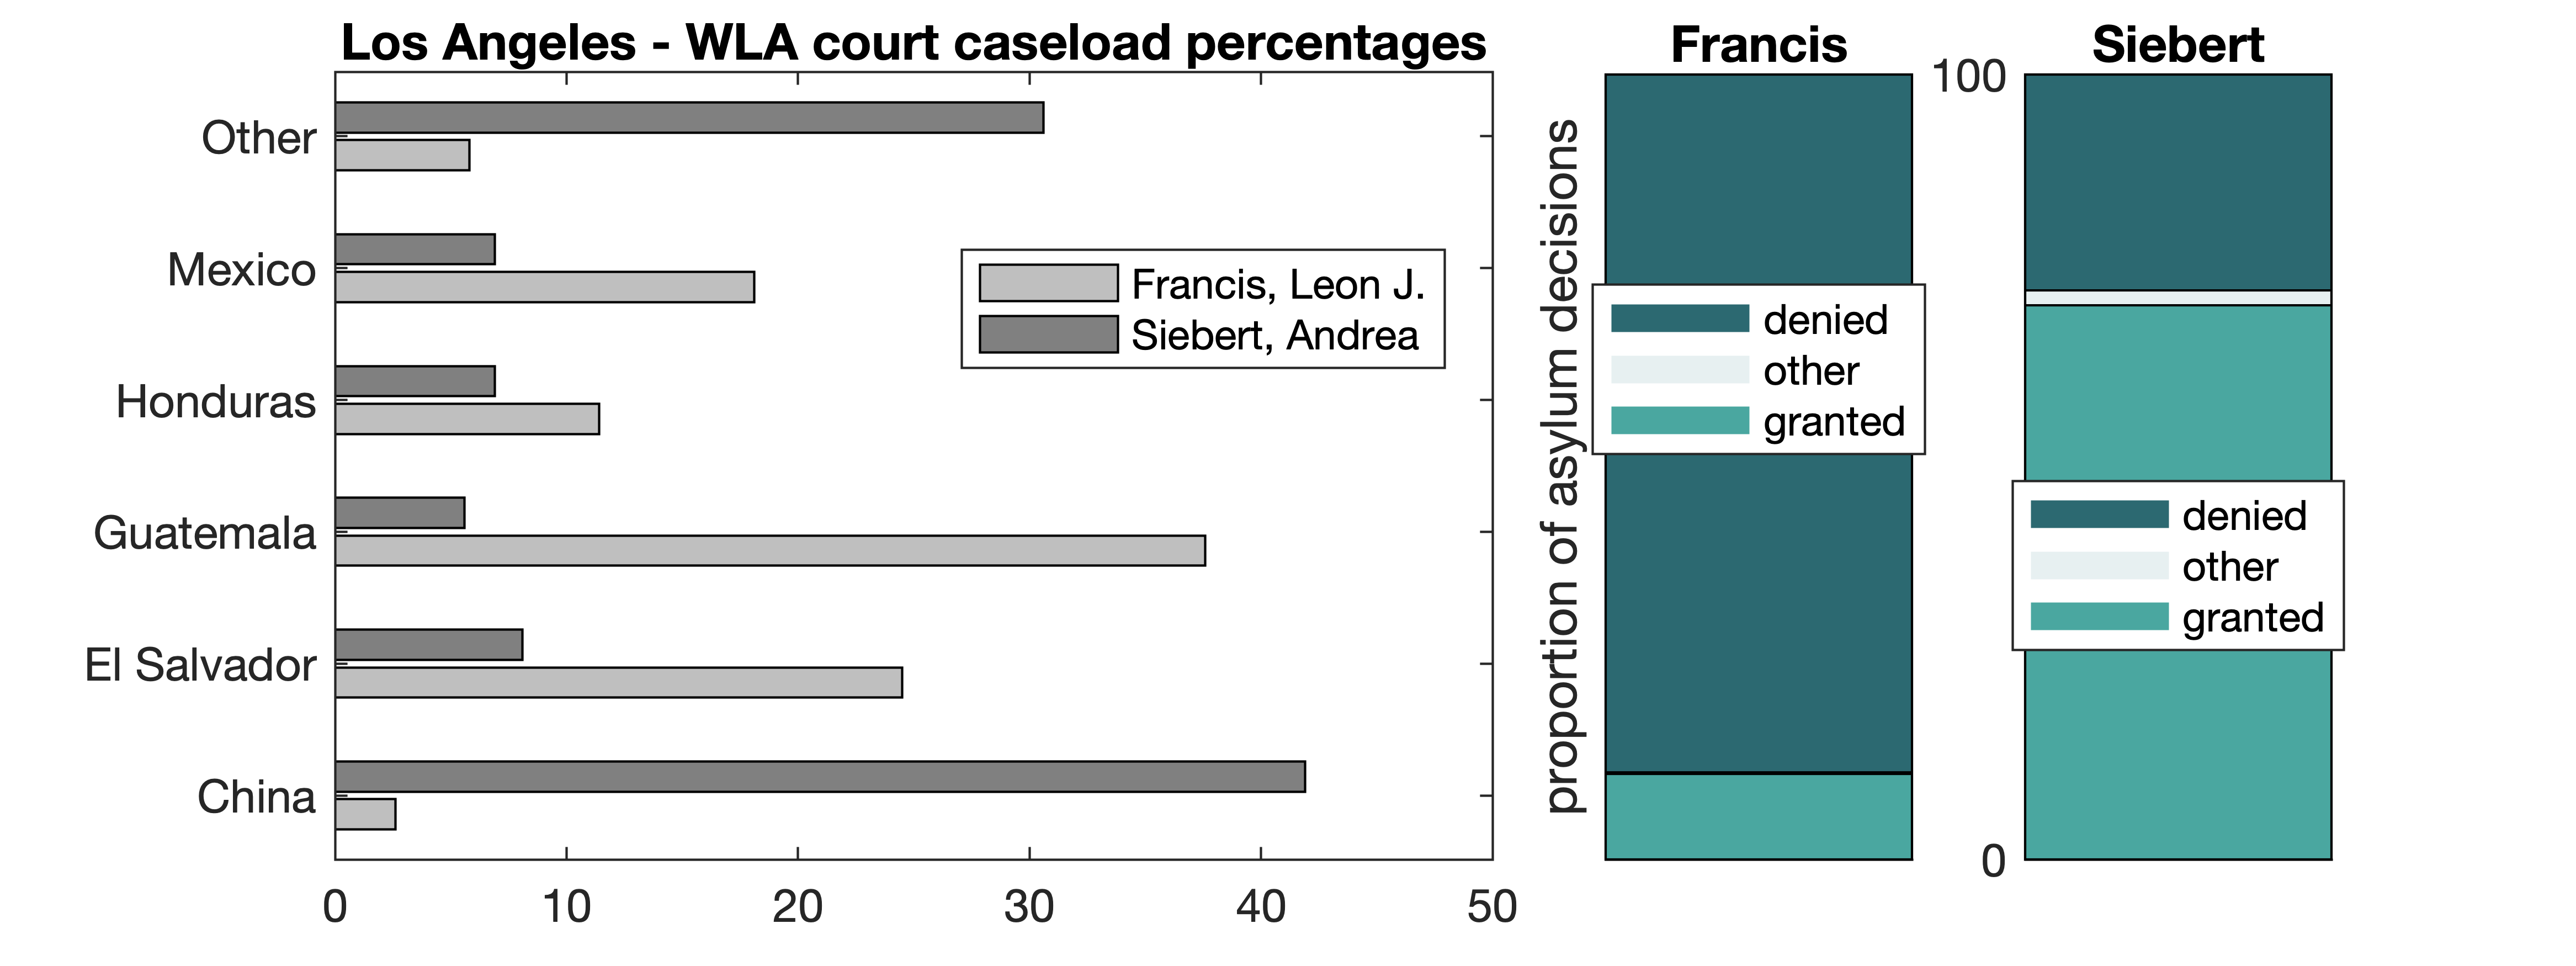 Los Angeles - WLA court caseload percentages
Other
Mexico
Honduras
Guatemala
El Salvador
China
0 10 20 30 40 50
Francis, Leon J.
Siebert, Andrea
proportion of asylum decisions
Francis
denied
other
granted
Siebert
100
0
denied
other
granted